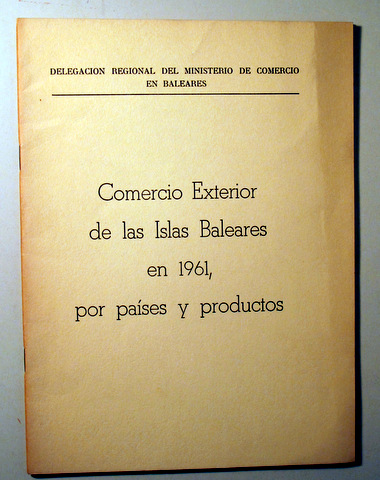 DELEGACION REGIONAL DEL MINISTERIO DE COMERCIO
EN BALEARES
Comercio Exterior
de las Islas Baleares
en 1961,
por países y productos